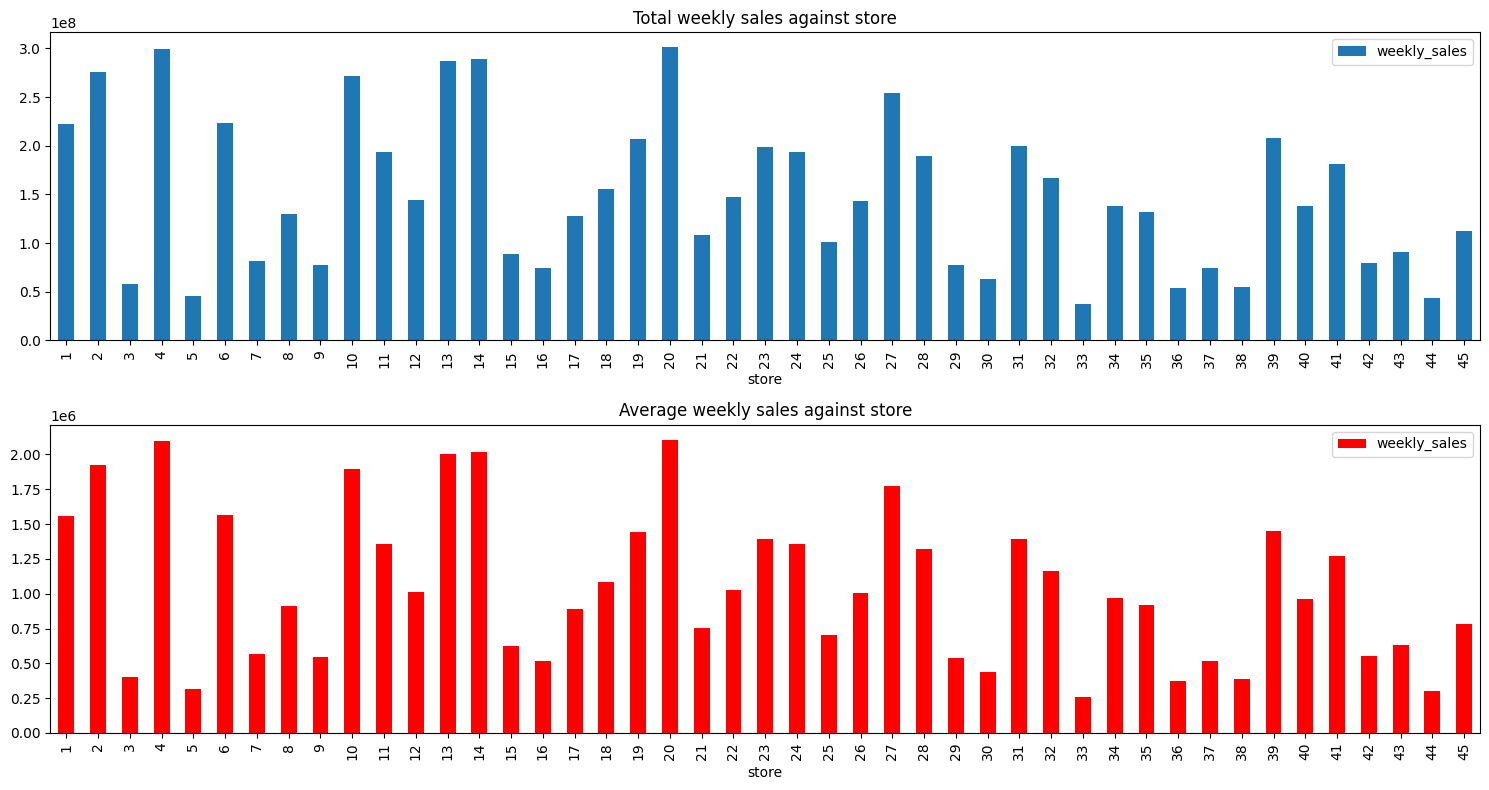 Total weekly sales against store
1e8
weekly_sales
3.0
2.5
2.0
1.5
1.0
0.5
0.0
1 2 3 4 5 6 7 8 9 10 11 12 13 14 15 16 17 18 19 20 21 22 23 24 25 26 27 28 29 30 31 32 33 34 35 36 37 38 39 40 41 42 43 44 45
store
Average weekly sales against store
1e6
weekly_sales
2.00
1.75
1.50
1.25
1.00
0.75
0.50
0.25
0.00
1 2 3 4 5 6 7 8 9 10 11 12 13 14 15 16 17 18 19 20 21 22 23 24 25 26 27 28 29 30 31 32 33 34 35 36 37 38 39 40 41 42 43 44 45
store